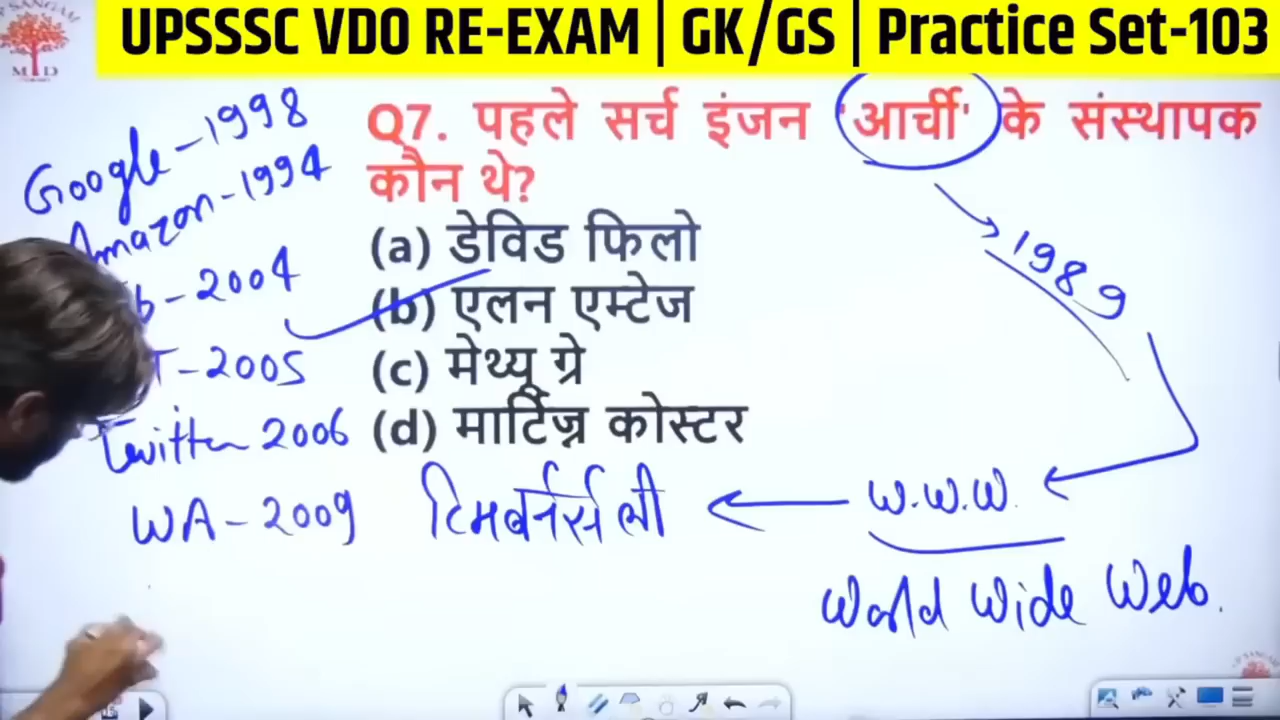 UPSSSC VDO RE-EXAM | GK/GS | Practice Set-103
M D
Q7. पहले सर्च इंजन 'आर्ची' के संस्थापक
कौन थे?
(a) डेविड फिलो
(b) एलन एम्टेज
(c) मेथ्यू ग्रे
(d) मार्टिज्न कोस्टर
Google-1998
Amazon-1994
b-2004
T-2005
Twitter 2006
WA-2009
1989
W.W.W.
टिमबर्नर्स ली
World Wide Web.